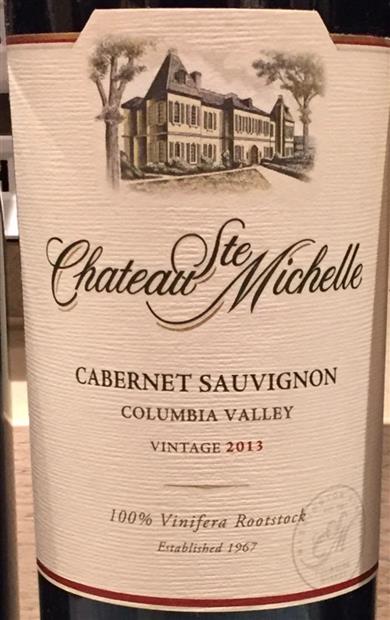 Chateau Ste Michelle
CABERNET SAUVIGNON
COLUMBIA VALLEY
VINTAGE 2013
100% Vinifera Rootstock
Established 1967